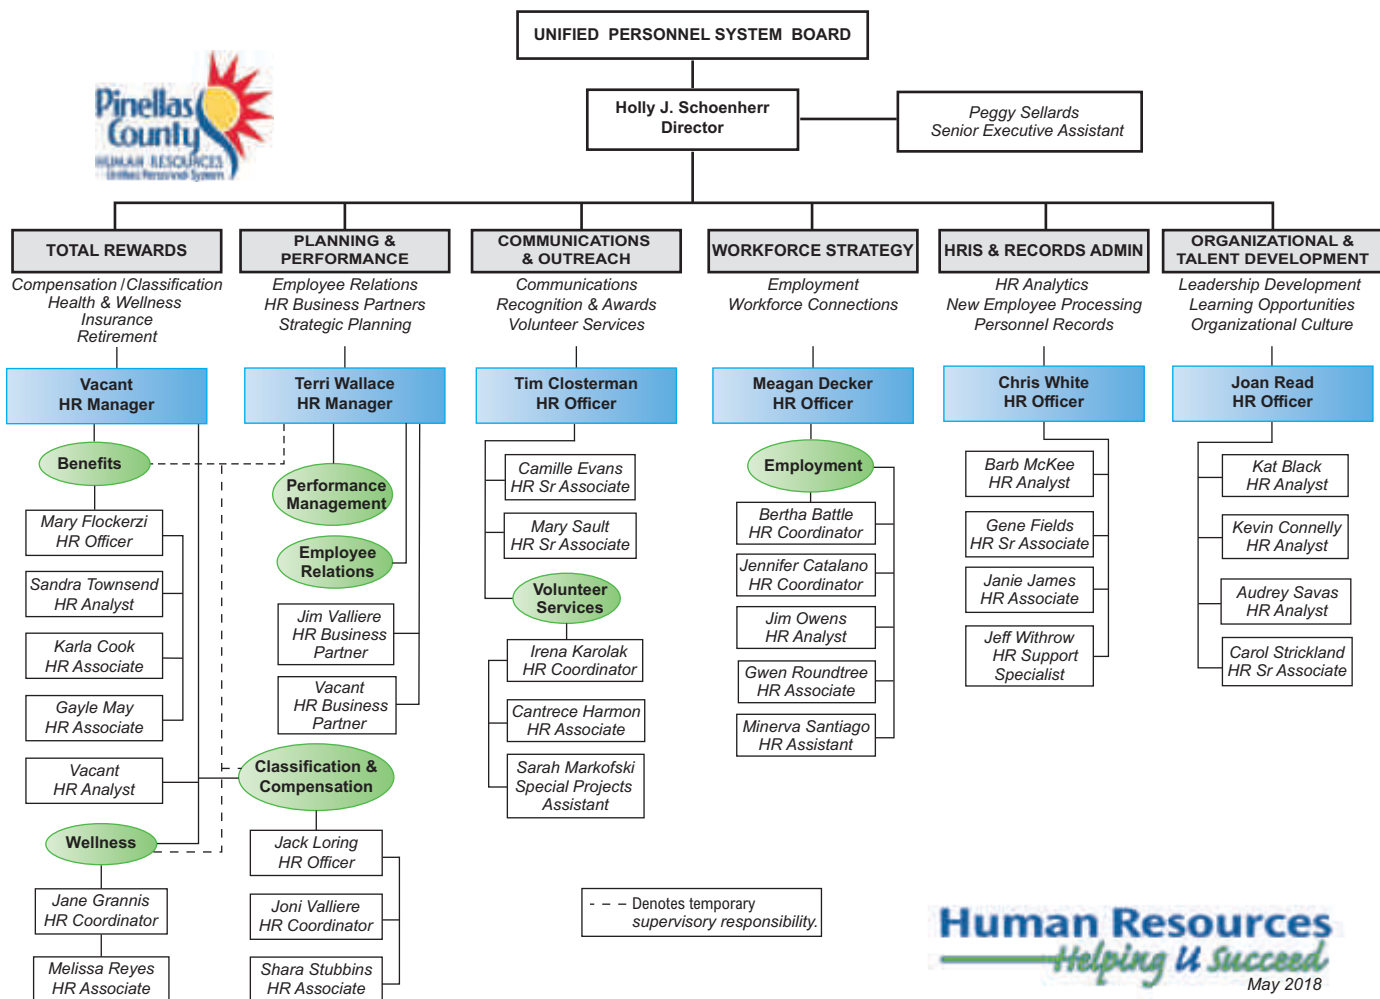 UNIFIED PERSONNEL SYSTEM BOARD
Pinellas
County
HUMAN RESOURCES
Unified Personnel System
Holly J. Schoenherr
Director
Peggy Sellards
Senior Executive Assistant
TOTAL REWARDS
Compensation / Classification
Health & Wellness
Insurance
Retirement
Vacant
HR Manager
Benefits
Mary Flockerzi
HR Officer
Sandra Townsend
HR Analyst
Karla Cook
HR Associate
Gayle May
HR Associate
Vacant
HR Analyst
Wellness
Jane Grannis
HR Coordinator
Melissa Reyes
HR Associate
PLANNING &
PERFORMANCE
Employee Relations
HR Business Partners
Strategic Planning
Terri Wallace
HR Manager
Performance
Management
Employee
Relations
Jim Valliere
HR Business
Partner
Vacant
HR Business
Partner
Classification &
Compensation
Jack Loring
HR Officer
Joni Valliere
HR Coordinator
Shara Stubbins
HR Associate
COMMUNICATIONS
& OUTREACH
Communications
Recognition & Awards
Volunteer Services
Tim Closterman
HR Officer
Camille Evans
HR Sr Associate
Mary Sault
HR Sr Associate
Volunteer
Services
Irena Karolak
HR Coordinator
Cantrece Harmon
HR Associate
Sarah Markofski
Special Projects
Assistant
WORKFORCE STRATEGY
Employment
Workforce Connections
Meagan Decker
HR Officer
Employment
Bertha Battle
HR Coordinator
Jennifer Catalano
HR Coordinator
Jim Owens
HR Analyst
Gwen Roundtree
HR Associate
Minerva Santiago
HR Assistant
HRIS & RECORDS ADMIN
HR Analytics
New Employee Processing
Personnel Records
Chris White
HR Officer
Barb McKee
HR Analyst
Gene Fields
HR Sr Associate
Janie James
HR Associate
Jeff Withrow
HR Support
Specialist
ORGANIZATIONAL &
TALENT DEVELOPMENT
Leadership Development
Learning Opportunities
Organizational Culture
Joan Read
HR Officer
Kat Black
HR Analyst
Kevin Connelly
HR Analyst
Audrey Savas
HR Analyst
Carol Strickland
HR Sr Associate
- - - Denotes temporary
supervisory responsibility.
Human Resources
Helping U Succeed
May 2018